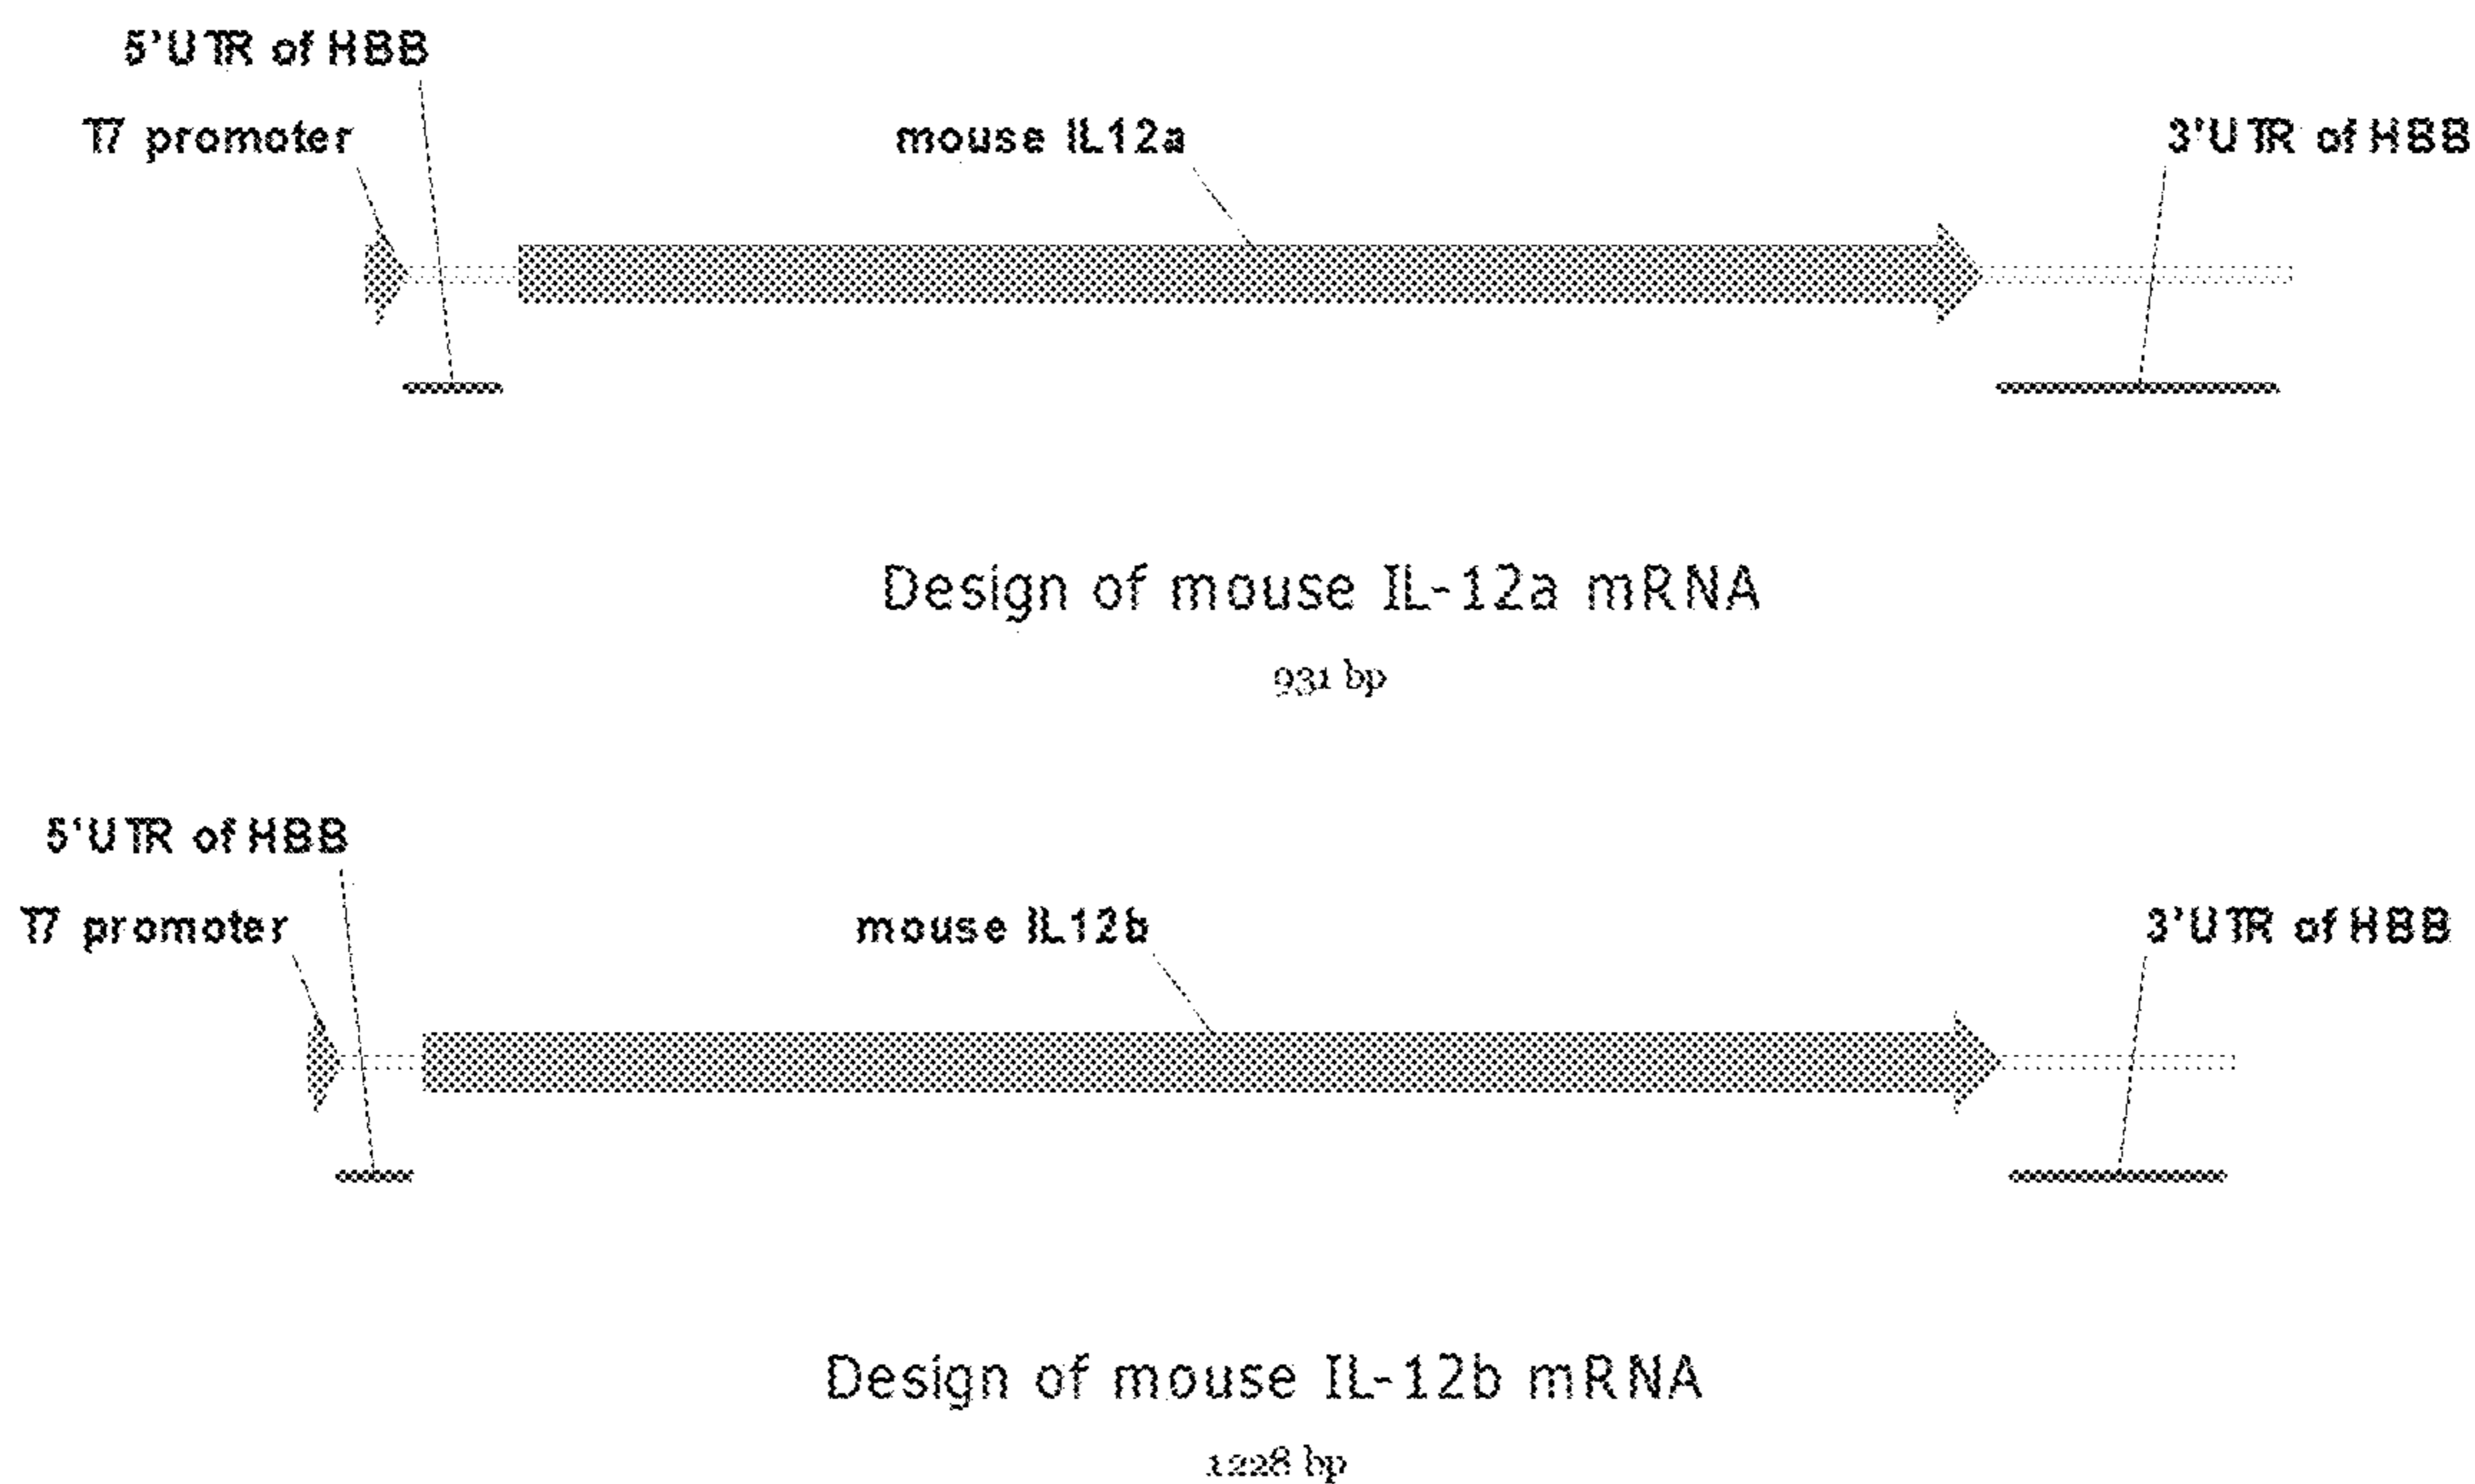 5'UTR of HBB
T7 promoter
mouse IL12a
3'UTR of HBB
Design of mouse IL-12a mRNA
931 bp
5'UTR of HBB
T7 promoter
mouse IL12b
3'UTR of HBB
Design of mouse IL-12b mRNA
1228 bp